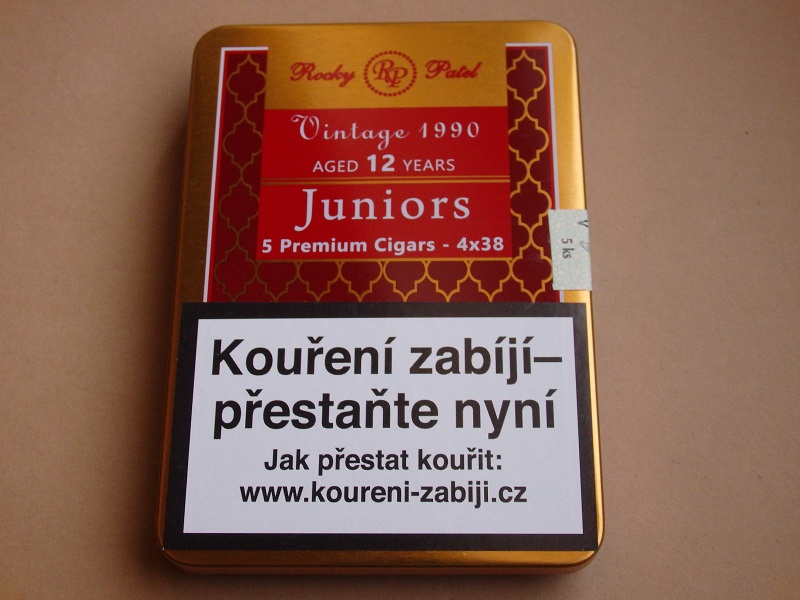 Rocky RP Patel
Vintage 1990
AGED 12 YEARS
Juniors
5 Premium Cigars - 4x38
5 ks
Kouření zabíjí–
přestaňte nyní
Jak přestat kouřit:
www.koureni-zabiji.cz